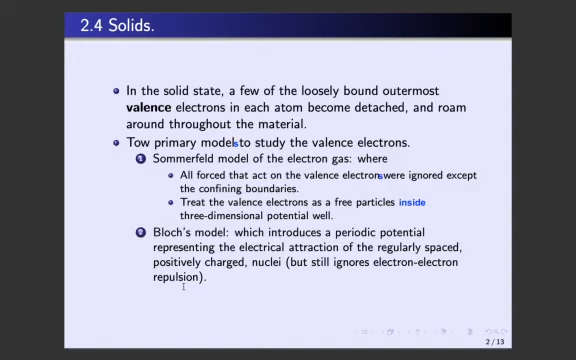 2.4 Solids.
In the solid state, a few of the loosely bound outermost
valence electrons in each atom become detached, and roam
around throughout the material.
Tow primary models to study the valence electrons.
1 Sommerfeld model of the electron gas: where
All forced that act on the valence electrons were ignored except
the confining boundaries.
Treat the valence electrons as a free particles inside
three-dimensional potential well.
2 Bloch's model: which introduces a periodic potential
representing the electrical attraction of the regularly spaced,
positively charged, nuclei (but still ignores electron-electron
repulsion).
2 / 13